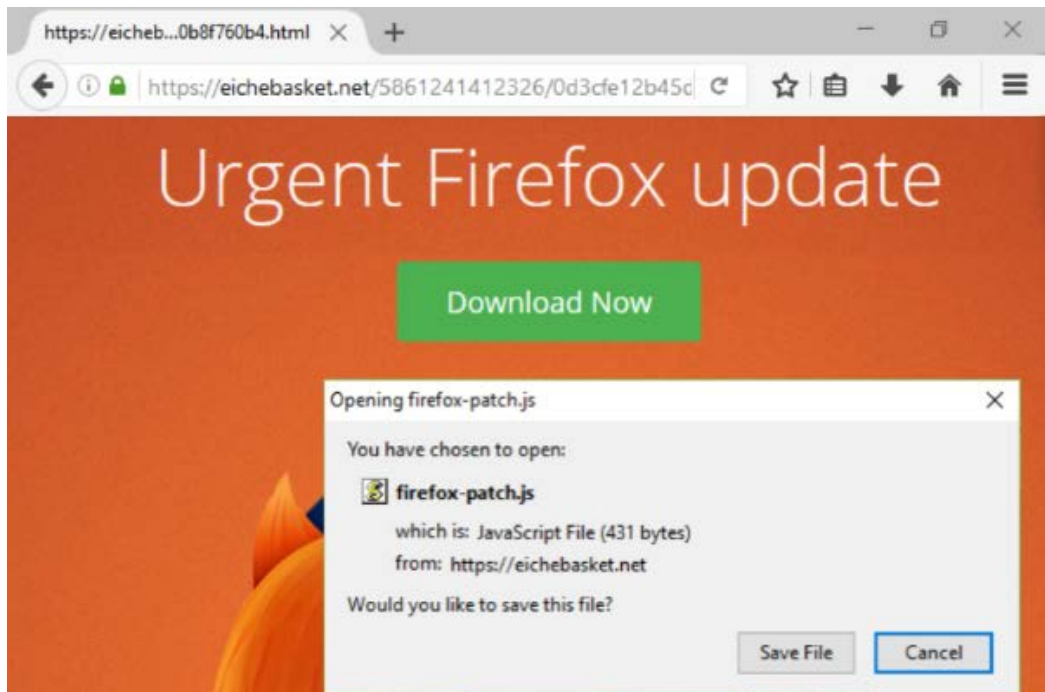 https://eicheb...0b8f760b4.html
https://eichebasket.net/5861241412326/0d3cfe12b45c
Urgent Firefox update
Download Now
Opening firefox-patch.js
You have chosen to open:
firefox-patch.js
which is: JavaScript File (431 bytes)
from: https://eichebasket.net
Would you like to save this file?
Save File Cancel